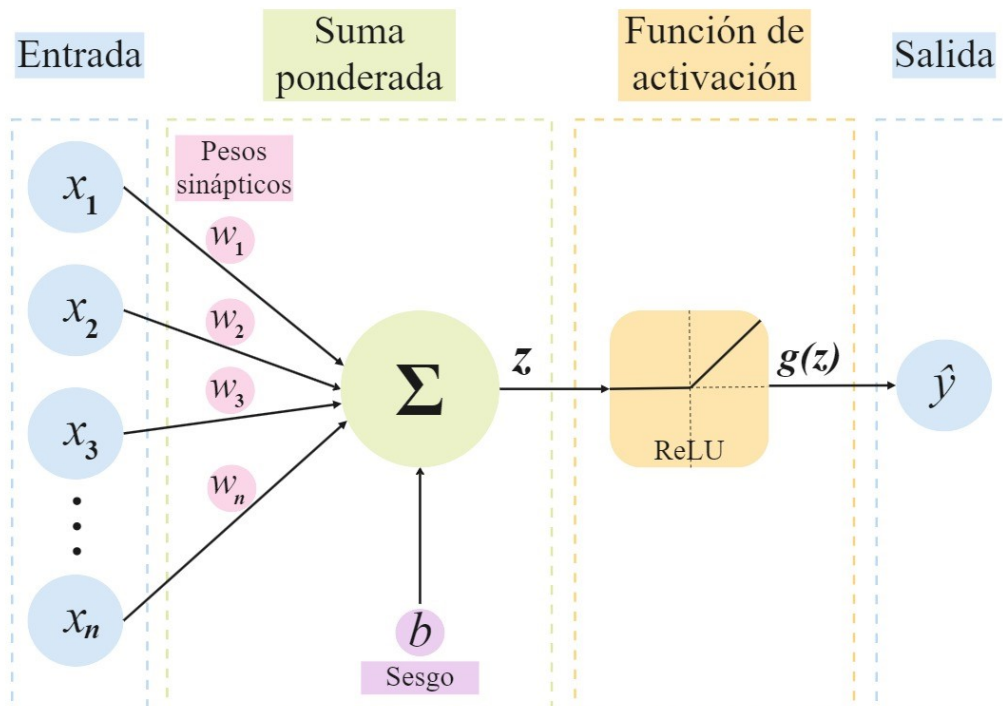 Entrada
Suma
ponderada
Función de
activación
Salida
Pesos
sinápticos
x₁
w₁
x₂
w₂
x₃
w₃
xₙ
wₙ
Σ
z
ReLU
g(z)
ŷ
b
Sesgo